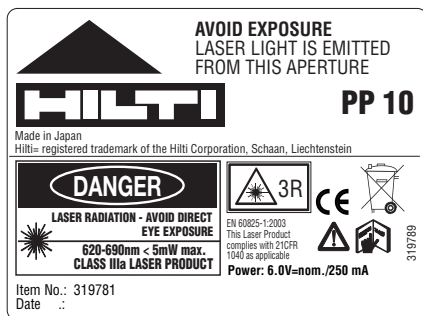 AVOID EXPOSURE
LASER LIGHT IS EMITTED
FROM THIS APERTURE
HILTI
PP 10
Made in Japan
Hilti= registered trademark of the Hilti Corporation, Schaan, Liechtenstein
DANGER
LASER RADIATION - AVOID DIRECT
EYE EXPOSURE
620-690nm < 5mW max.
CLASS IIIa LASER PRODUCT
3R
CE
EN 60825-1:2003
This Laser Product
complies with 21CFR
1040 as applicable
Power: 6.0V=nom./250 mA
319789
Item No.: 319781
Date .: